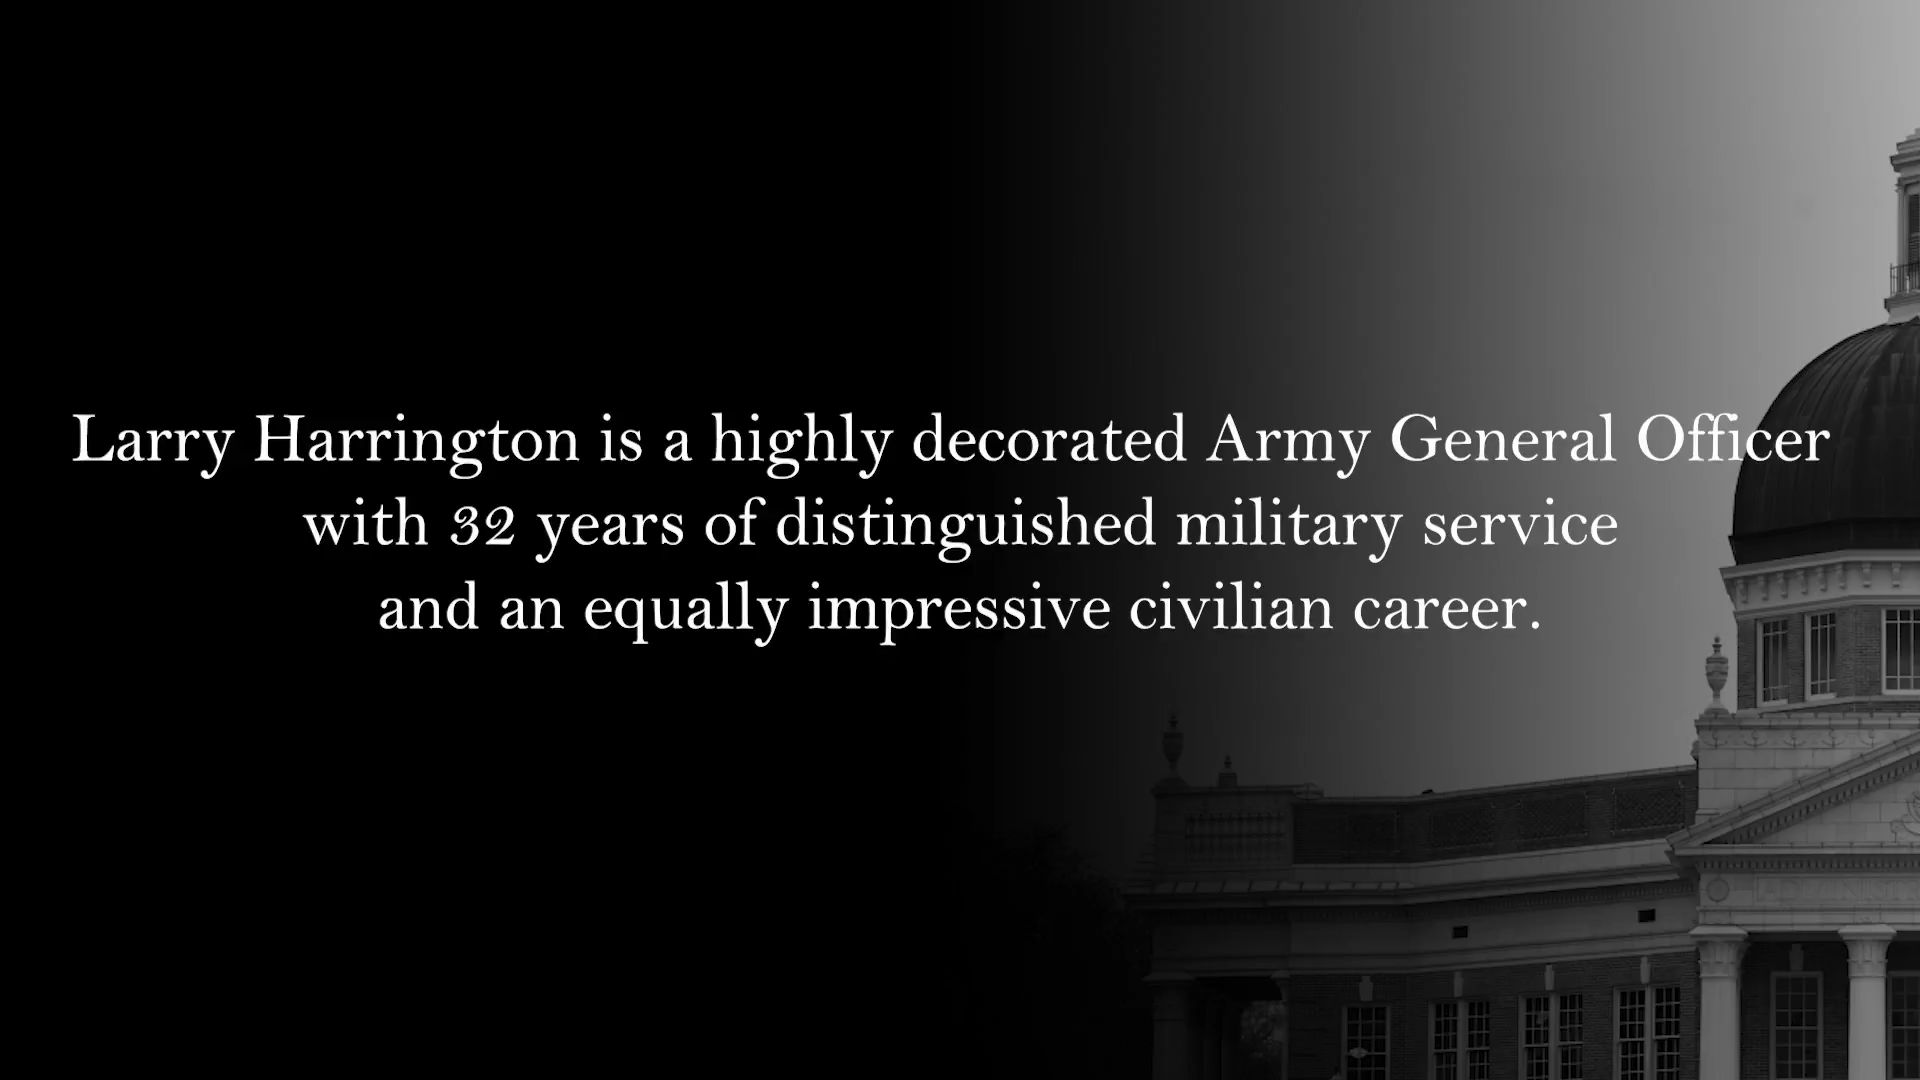 Larry Harrington is a highly decorated Army General Officer
with 32 years of distinguished military service
and an equally impressive civilian career.